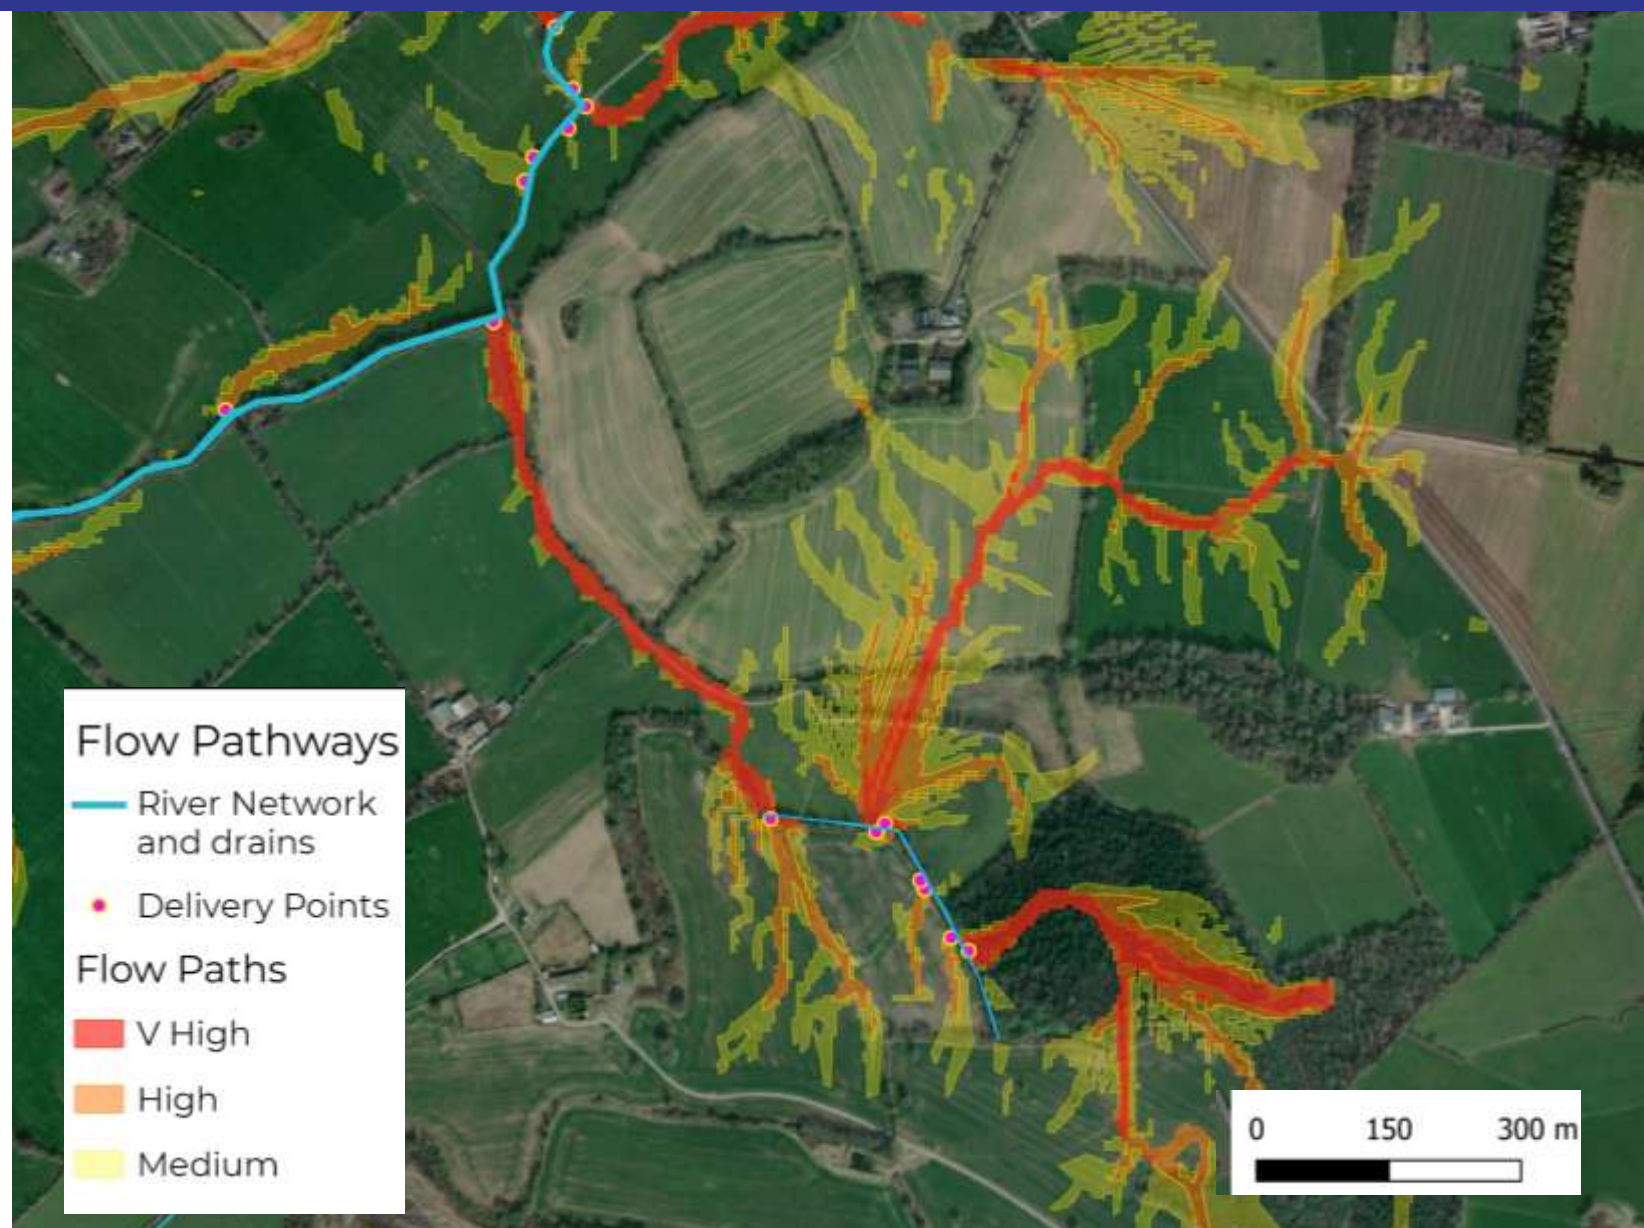 Flow Pathways
River Network
and drains
Delivery Points
Flow Paths
V High
High
Medium
0 150 300 m